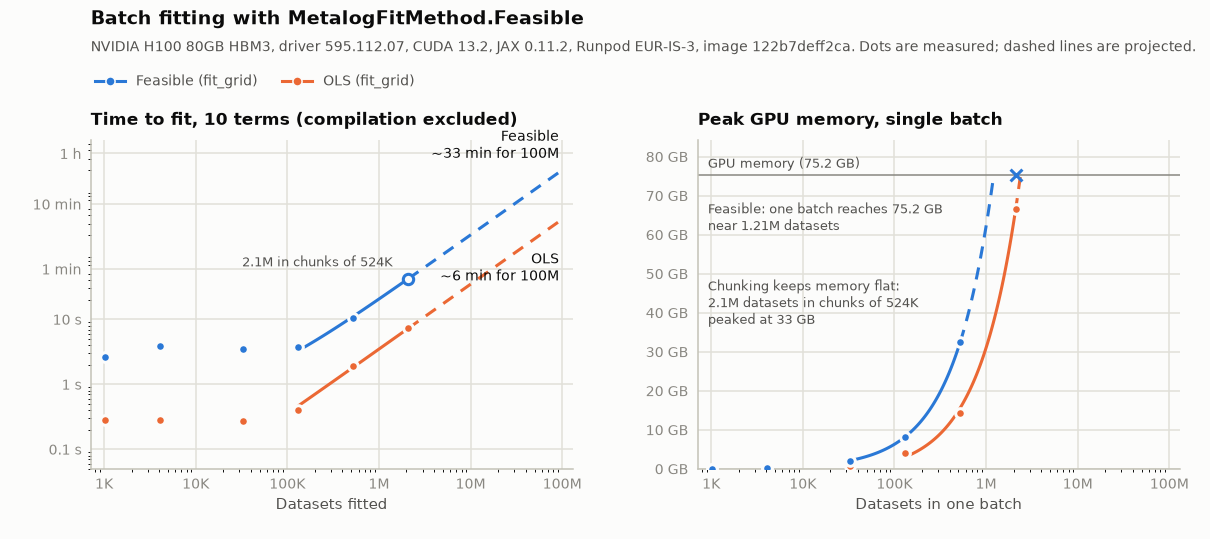 Batch fitting with MetalogFitMethod.Feasible
NVIDIA H100 80GB HBM3, driver 595.112.07, CUDA 13.2, JAX 0.11.2, Runpod EUR-IS-3, image 122b7deff2ca. Dots are measured; dashed lines are projected.
Feasible (fit_grid)
OLS (fit_grid)
Time to fit, 10 terms (compilation excluded)
Feasible
~33 min for 100M
1 h
10 min
1 min
10 s
1 s
0.1 s
2.1M in chunks of 524K
OLS
~6 min for 100M
1K
10K
100K
1M
10M
100M
Datasets fitted
Peak GPU memory, single batch
80 GB
70 GB
60 GB
50 GB
40 GB
30 GB
20 GB
10 GB
0 GB
GPU memory (75.2 GB)
Feasible: one batch reaches 75.2 GB
near 1.21M datasets
Chunking keeps memory flat:
2.1M datasets in chunks of 524K
peaked at 33 GB
1K
10K
100K
1M
10M
100M
Datasets in one batch